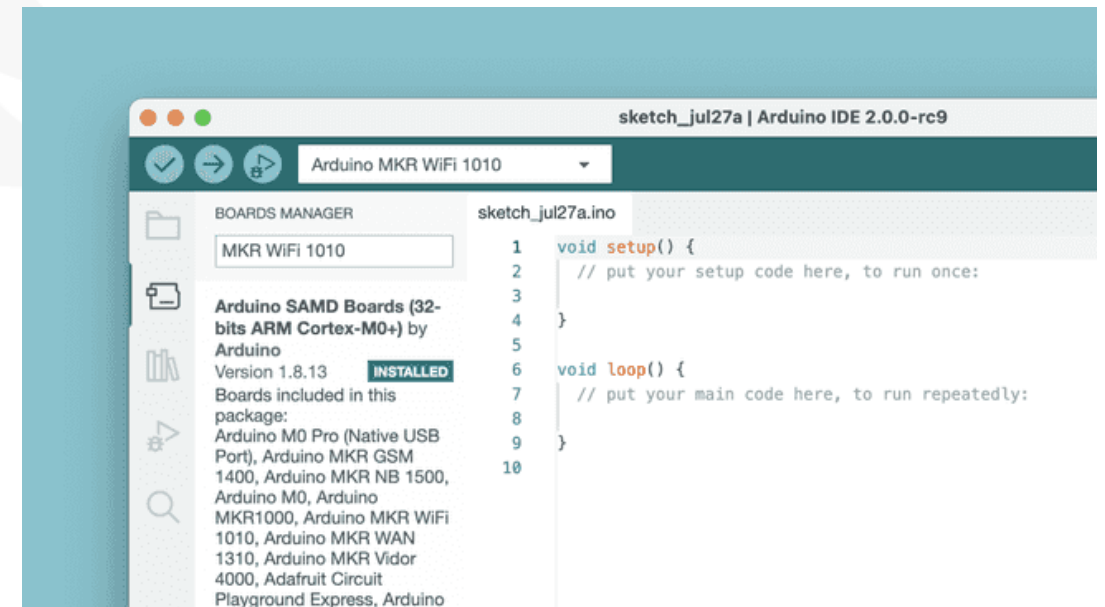 sketch_jul27a | Arduino IDE 2.0.0-rc9
Arduino MKR WiFi 1010
BOARDS MANAGER
MKR WiFi 1010
Arduino SAMD Boards (32-
bits ARM Cortex-M0+) by
Arduino
Version 1.8.13 INSTALLED
Boards included in this
package:
Arduino M0 Pro (Native USB
Port), Arduino MKR GSM
1400, Arduino MKR NB 1500,
Arduino M0, Arduino
MKR1000, Arduino MKR WiFi
1010, Arduino MKR WAN
1310, Arduino MKR Vidor
4000, Adafruit Circuit
Playground Express, Arduino
sketch_jul27a.ino
1 void setup() {
2 // put your setup code here, to run once:
3
4 }
5
6 void loop() {
7 // put your main code here, to run repeatedly:
8
9 }
10